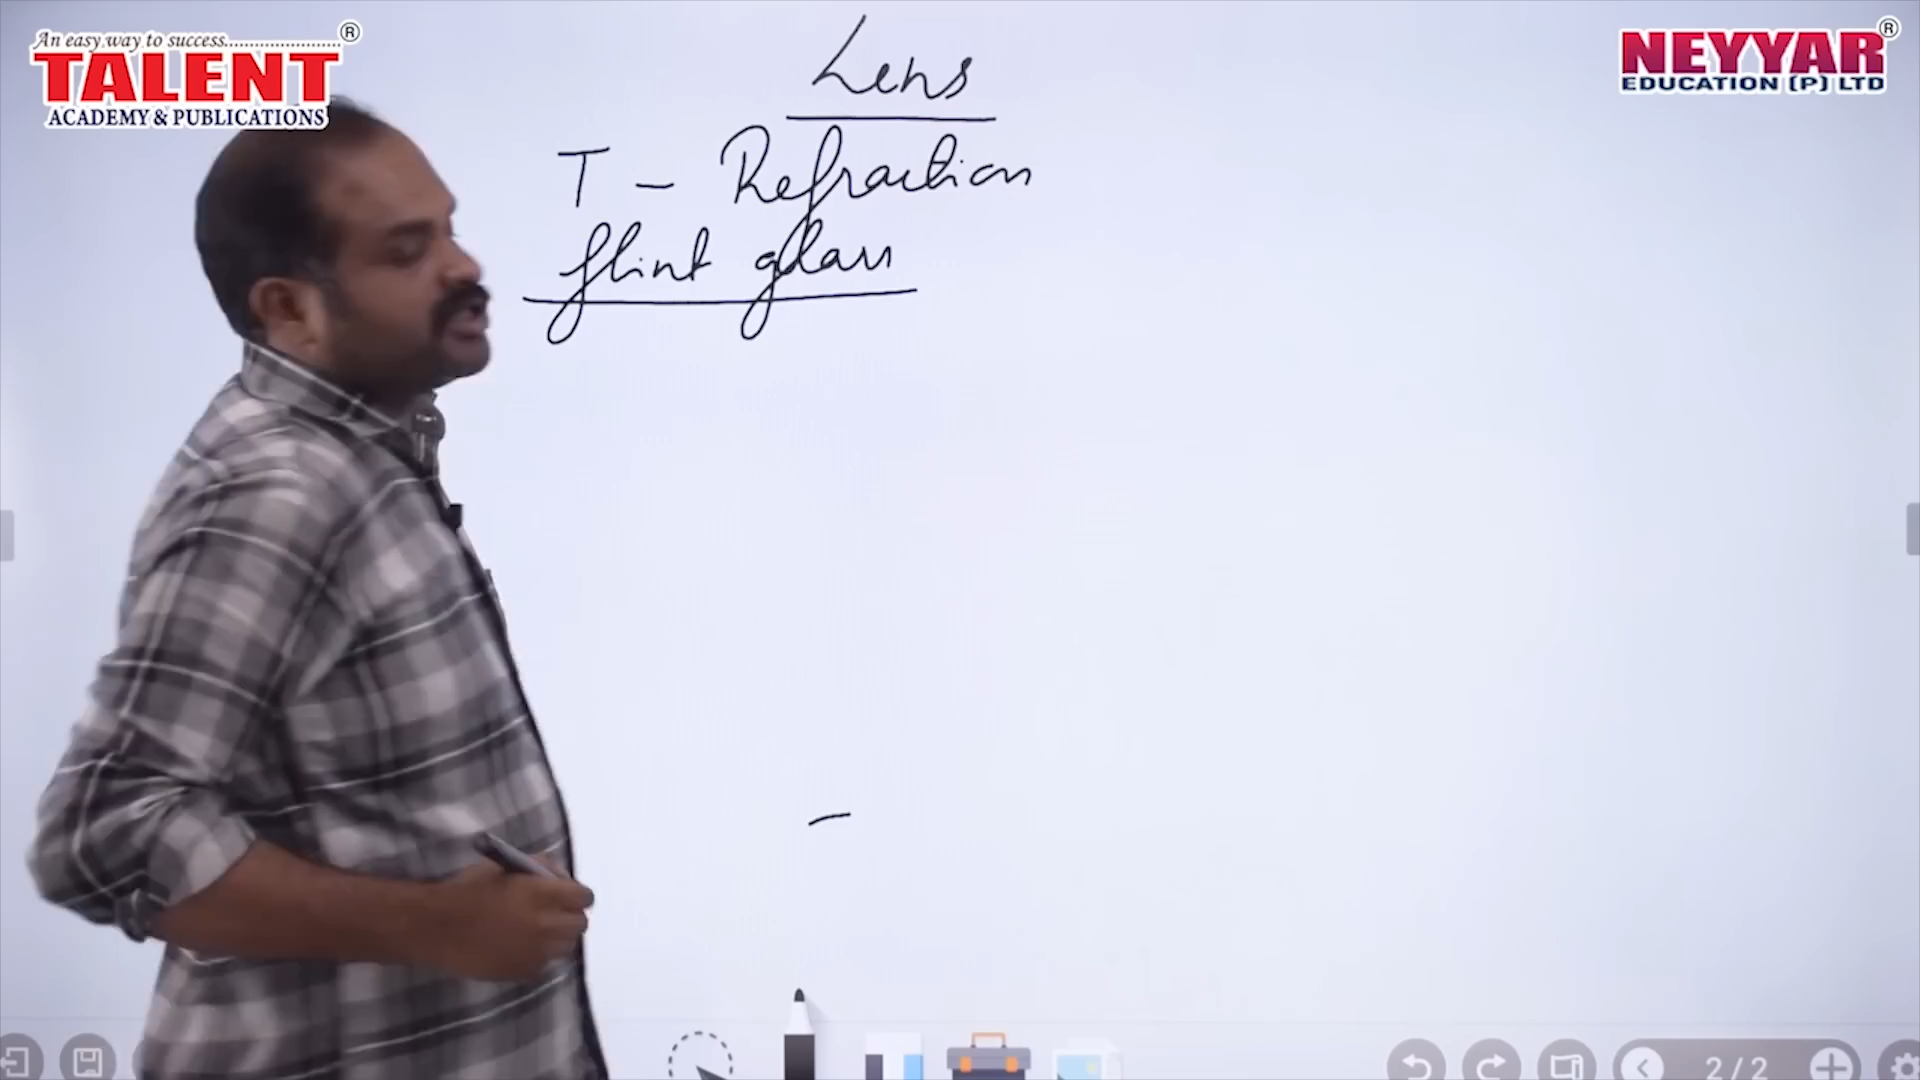 An easy way to success........................®
TALENT
ACADEMY & PUBLICATIONS
NEYYAR®
EDUCATION (P) LTD
Lens
T - Refraction
flint glass
2/2